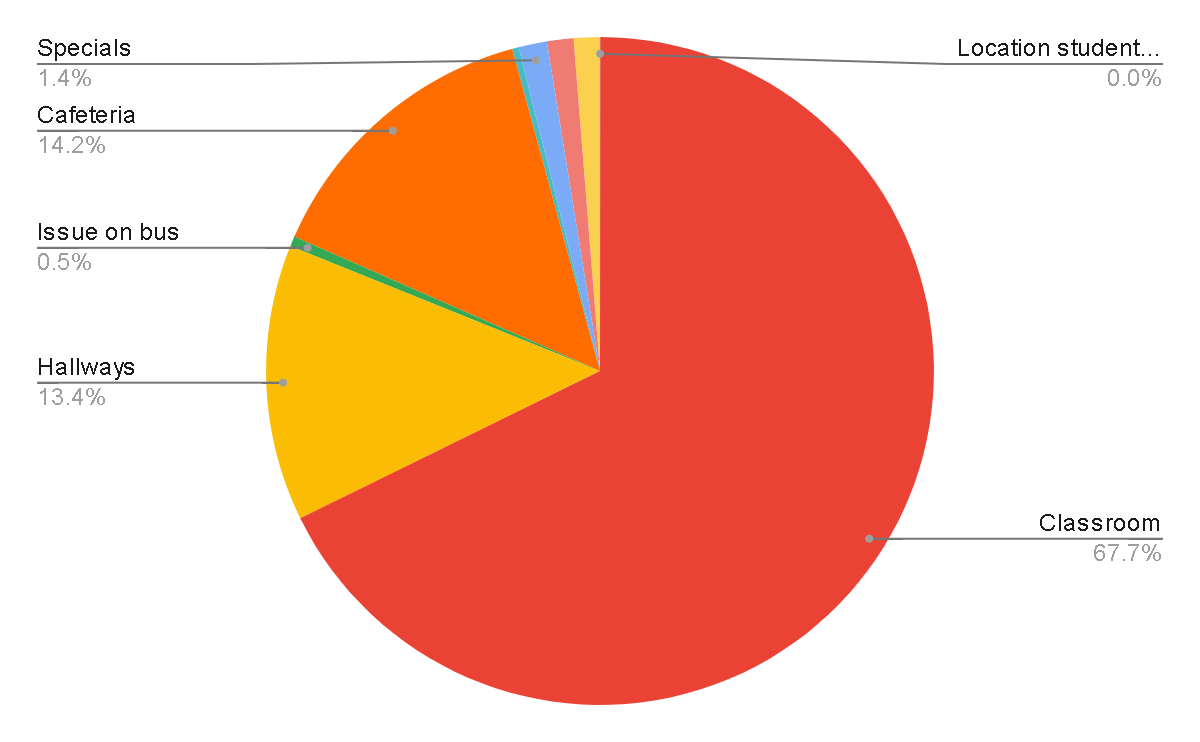 Specials
1.4%
Cafeteria
14.2%
Issue on bus
0.5%
Hallways
13.4%
Location student...
0.0%
Classroom
67.7%